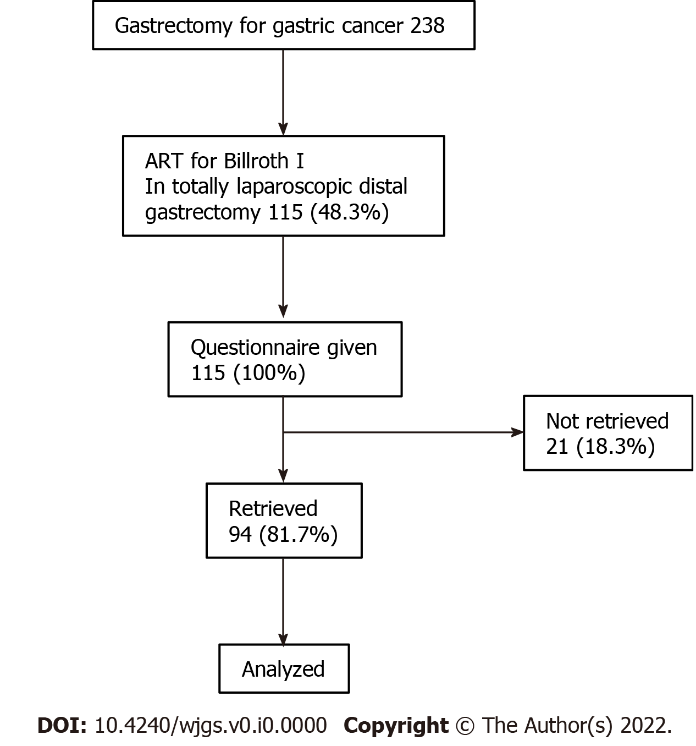 Gastrectomy for gastric cancer 238
ART for Billroth I
In totally laparoscopic distal
gastrectomy 115 (48.3%)
Questionnaire given
115 (100%)
Not retrieved
21 (18.3%)
Retrieved
94 (81.7%)
Analyzed
DOI: 10.4240/wjgs.v0.i0.0000 Copyright © The Author(s) 2022.